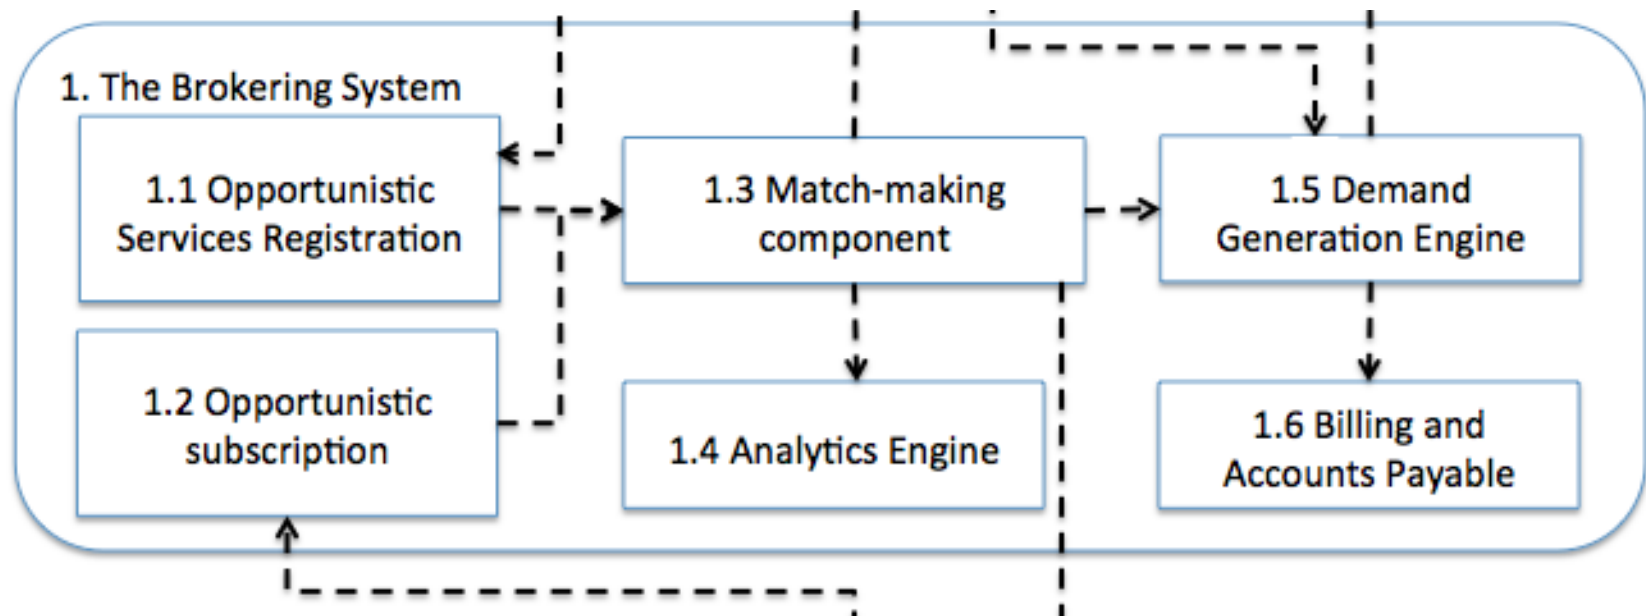 1. The Brokering System
1.1 Opportunistic
Services Registration
1.2 Opportunistic
subscription
1.3 Match-making
component
1.4 Analytics Engine
1.5 Demand
Generation Engine
1.6 Billing and
Accounts Payable